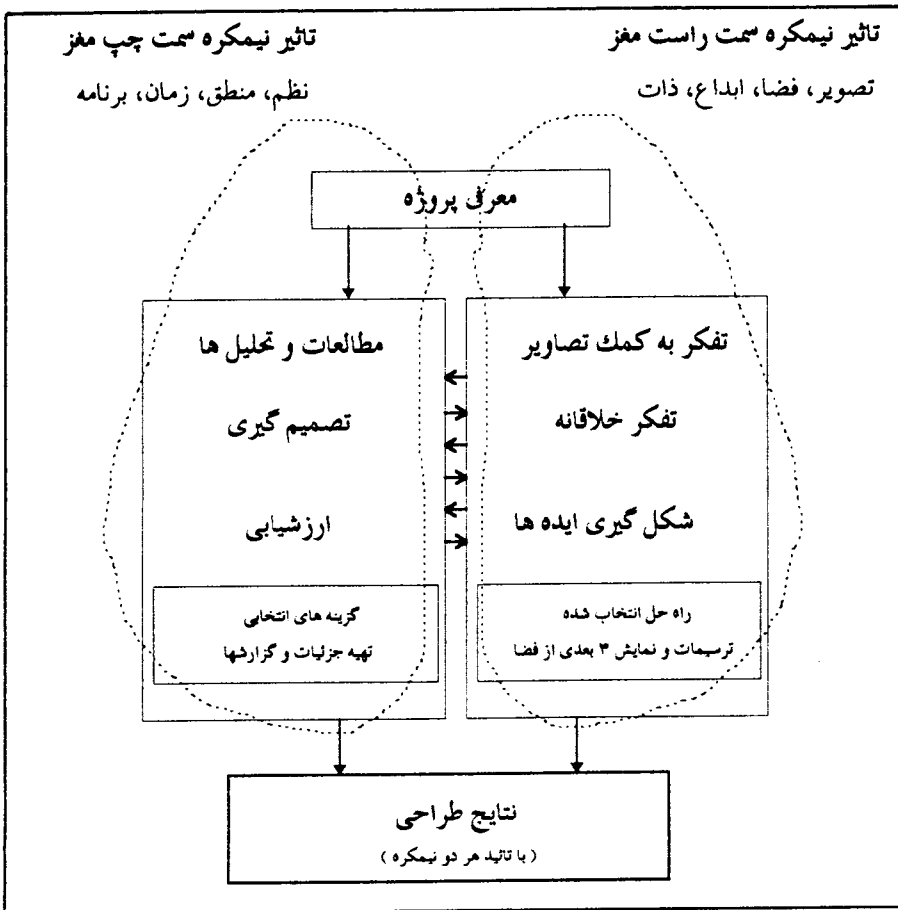 تاثیر نیمکره سمت راست مغز
تصویر، فضا، ابداع، ذات
تاثیر نیمکره سمت چپ مغز
نظم، منطق، زمان، برنامه
معرفی پروژه
تفکر به کمك تصاویر
تفکر خلاقانه
شکل گیری ایده ها
راه حل انتخاب شده
ترسیمات و نمایش ۳ بعدی از فضا
مطالعات و تحلیل ها
تصمیم گیری
ارزشیابی
گزینه های انتخابی
تهیه جزئیات و گزارشها
نتایج طراحی
( با تائید هر دو نیمکره )